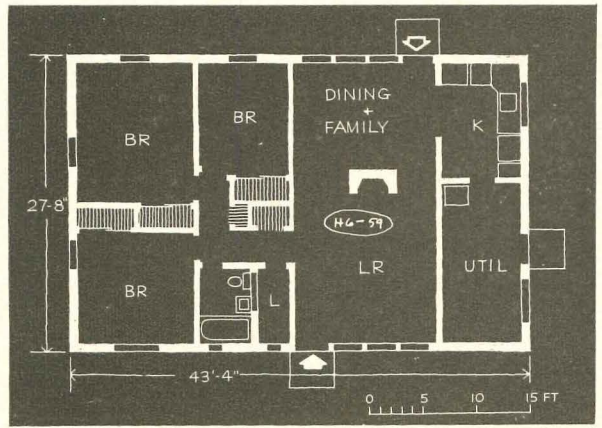 DINING
+
FAMILY
BR
BR
K
27-8"
HG-59
BR
L
LR
UTIL
43'-4"
0 5 10 15 FT